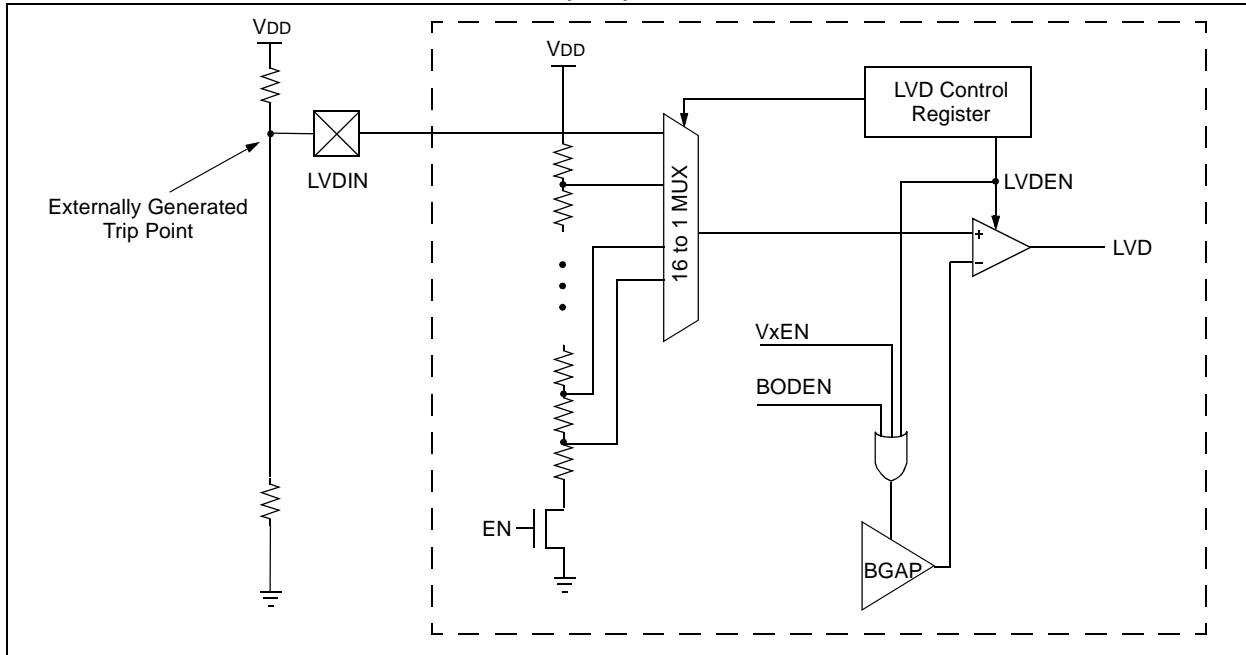 VDD
LVDIN
Externally Generated
Trip Point
VDD
16 to 1 MUX
LVD Control
Register
LVDEN
+
–
LVD
VxEN
BODEN
EN
BGAP